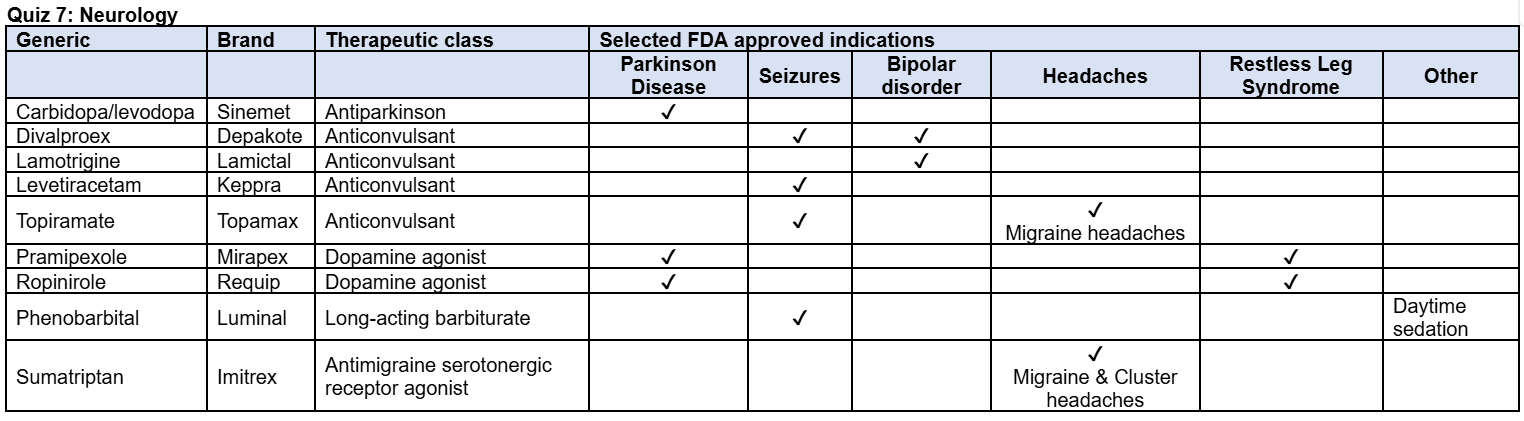 Quiz 7: Neurology
Generic Brand Therapeutic class Selected FDA approved indications
Parkinson Disease Seizures Bipolar disorder Headaches Restless Leg Syndrome Other
Carbidopa/levodopa Sinemet Antiparkinson ✓
Divalproex Depakote Anticonvulsant ✓ ✓
Lamotrigine Lamictal Anticonvulsant ✓
Levetiracetam Keppra Anticonvulsant ✓
Topiramate Topamax Anticonvulsant ✓ ✓ Migraine headaches
Pramipexole Mirapex Dopamine agonist ✓ ✓
Ropinirole Requip Dopamine agonist ✓ ✓
Phenobarbital Luminal Long-acting barbiturate ✓ Daytime sedation
Sumatriptan Imitrex Antimigraine serotonergic receptor agonist ✓ Migraine & Cluster headaches